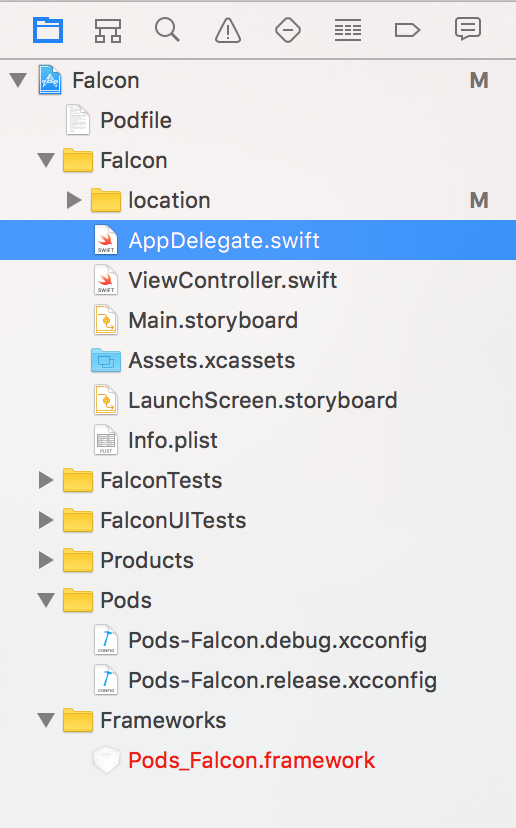 Falcon M
Podfile
Falcon
location M
AppDelegate.swift
ViewController.swift
Main.storyboard
Assets.xcassets
LaunchScreen.storyboard
Info.plist
FalconTests
FalconUITests
Products
Pods
Pods-Falcon.debug.xcconfig
Pods-Falcon.release.xcconfig
Frameworks
Pods_Falcon.framework